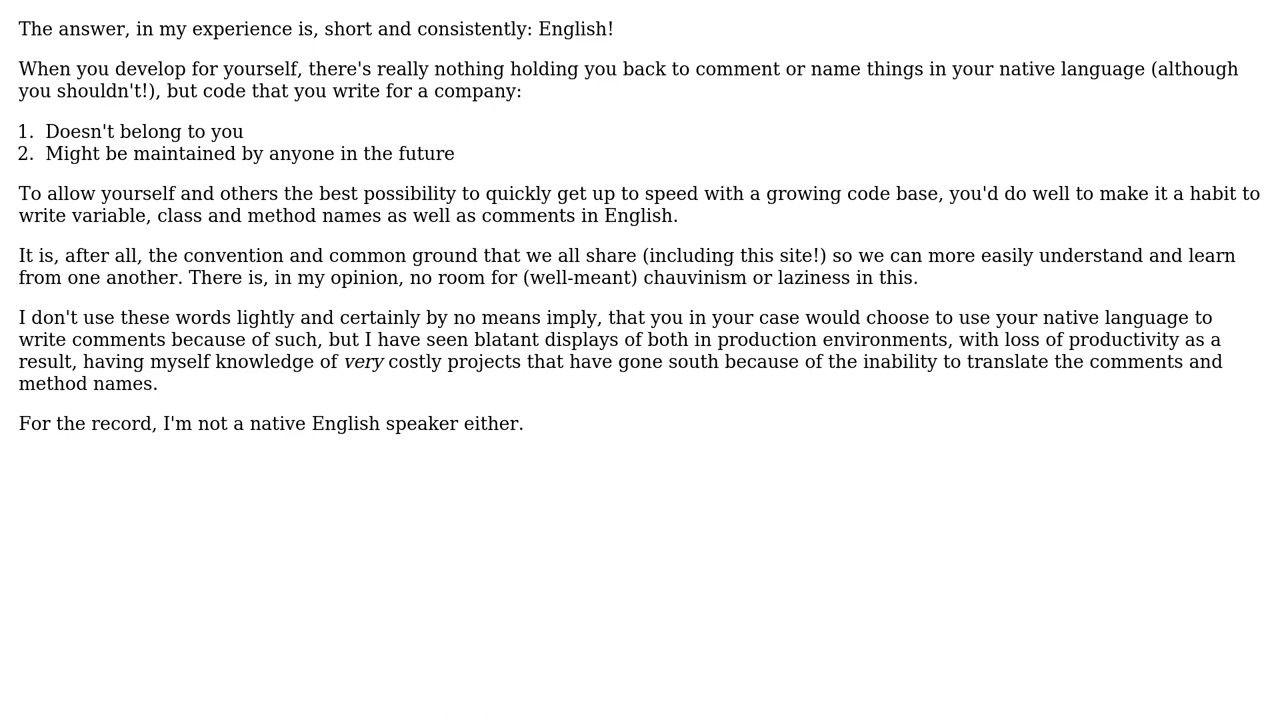 The answer, in my experience is, short and consistently: English!
When you develop for yourself, there's really nothing holding you back to comment or name things in your native language (although
you shouldn't!), but code that you write for a company:
1. Doesn't belong to you
2. Might be maintained by anyone in the future
To allow yourself and others the best possibility to quickly get up to speed with a growing code base, you'd do well to make it a habit to
write variable, class and method names as well as comments in English.
It is, after all, the convention and common ground that we all share (including this site!) so we can more easily understand and learn
from one another. There is, in my opinion, no room for (well-meant) chauvinism or laziness in this.
I don't use these words lightly and certainly by no means imply, that you in your case would choose to use your native language to
write comments because of such, but I have seen blatant displays of both in production environments, with loss of productivity as a
result, having myself knowledge of very costly projects that have gone south because of the inability to translate the comments and
method names.
For the record, I'm not a native English speaker either.